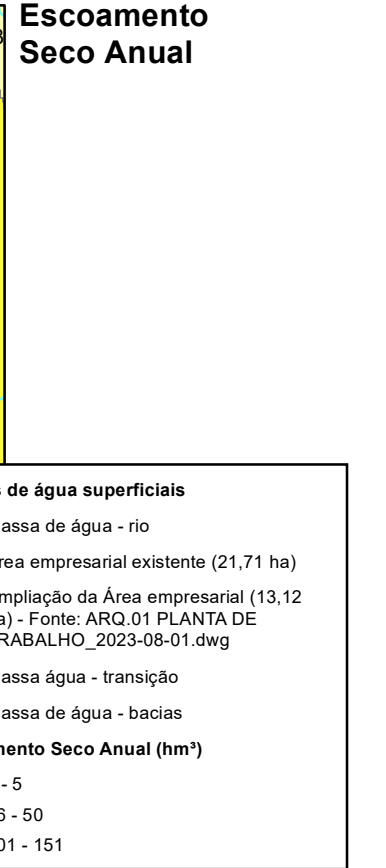 Escoamento
Seco Anual
s de água superficiais
assa de água - rio
rea empresarial existente (21,71 ha)
mpliação da Área empresarial (13,12
a) - Fonte: ARQ.01 PLANTA DE
RABALHO_2023-08-01.dwg
assa água - transição
assa de água - bacias
mento Seco Anual (hm³)
- 5
6 - 50
01 - 151